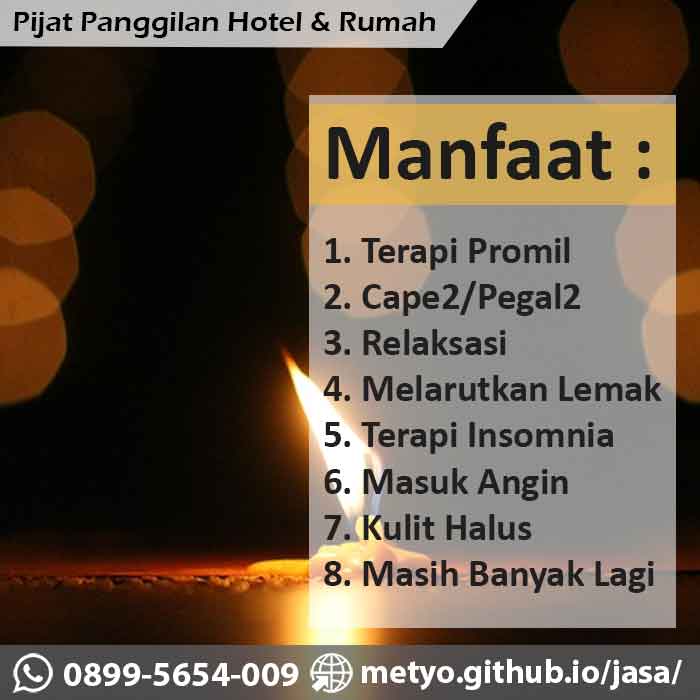 Pijat Panggilan Hotel & Rumah
Manfaat :
1. Terapi Promil
2. Cape2/Pegal2
3. Relaksasi
4. Melarutkan Lemak
5. Terapi Insomnia
6. Masuk Angin
7. Kulit Halus
8. Masih Banyak Lagi
0899-5654-009 metyo.github.io/jasa/